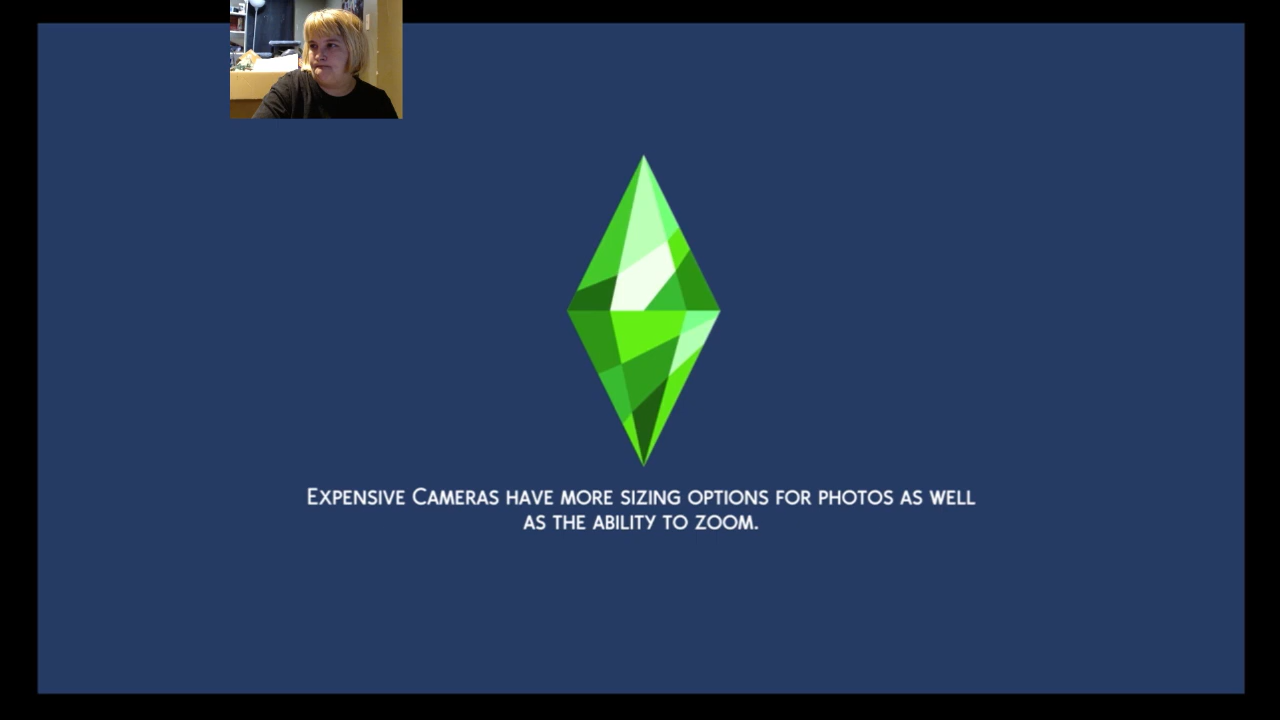 Expensive Cameras have more sizing options for photos as well
as the ability to zoom.